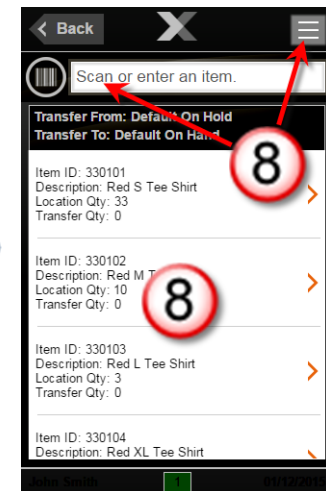 Back
X
Scan or enter an item.
8
Transfer From: Default On Hold
Transfer To: Default On Hand
Item ID: 330101
Description: Red S Tee Shirt
Location Qty: 33
Transfer Qty: 0
Item ID: 330102
Description: Red M T
Location Qty: 10
Transfer Qty: 0
8
Item ID: 330103
Description: Red L Tee Shirt
Location Qty: 3
Transfer Qty: 0
Item ID: 330104
Description: Red XL Tee Shirt
John Smith
1
01/12/2015